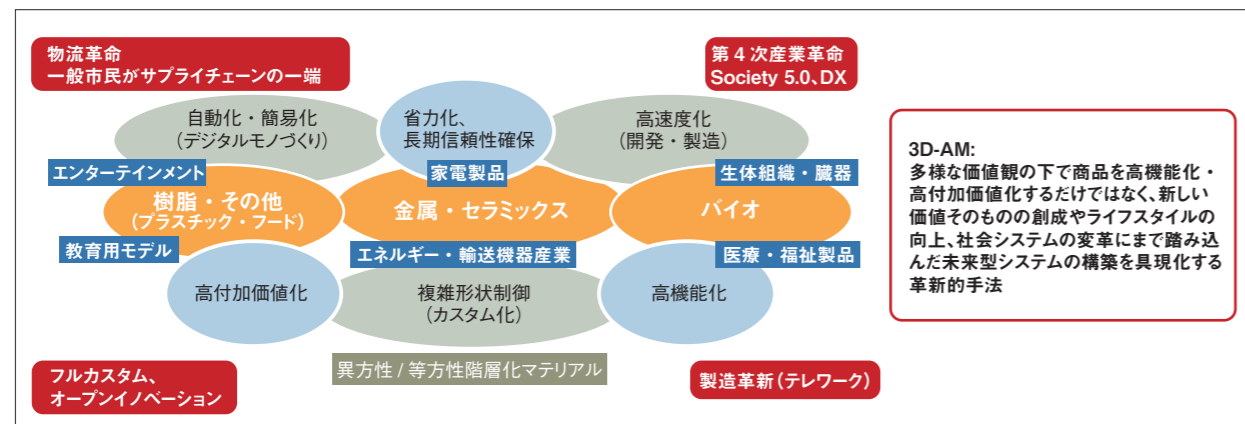 物流革命
一般市民がサプライチェーンの一端
第4次産業革命
Society 5.0、DX
自動化・簡易化
(デジタルモノづくり)
省力化、
長期信頼性確保
高速度化
(開発・製造)
エンターテインメント
家電製品
生体組織・臓器
樹脂・その他
(プラスチック・フード)
金属・セラミックス
バイオ
教育用モデル
エネルギー・輸送機器産業
医療・福祉製品
高付加価値化
複雑形状制御
(カスタム化)
高機能化
異方性 / 等方性階層化マテリアル
フルカスタム、
オープンイノベーション
製造革新(テレワーク)
3D-AM:
多様な価値観の下で商品を高機能化・
高付加価値化するだけではなく、新しい
価値そのものの創成やライフスタイルの
向上、社会システムの変革にまで踏み込
んだ未来型システムの構築を具現化する
革新的手法